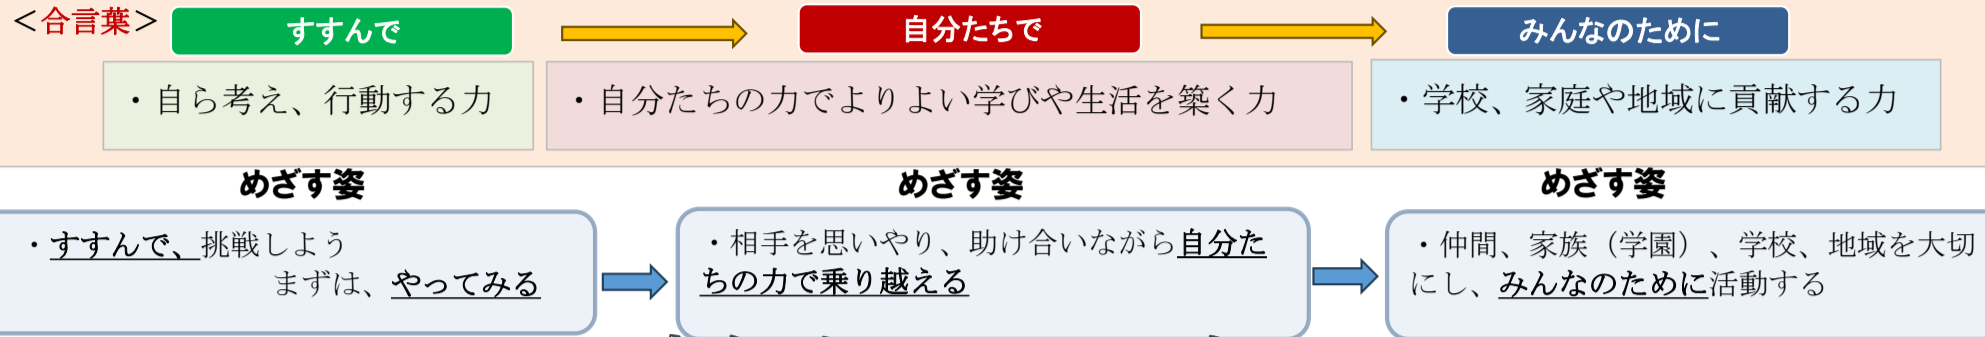 ＜合言葉＞
すすんで
自分たちで
みんなのために
・自ら考え、行動する力
・自分たちの力でよりよい学びや生活を築く力
・学校、家庭や地域に貢献する力
めざす姿
めざす姿
めざす姿
・すすんで、挑戦しよう
まずは、やってみる
・相手を思いやり、助け合いながら自分た
ちの力で乗り越える
・仲間、家族（学園）、学校、地域を大切
にし、みんなのために活動する